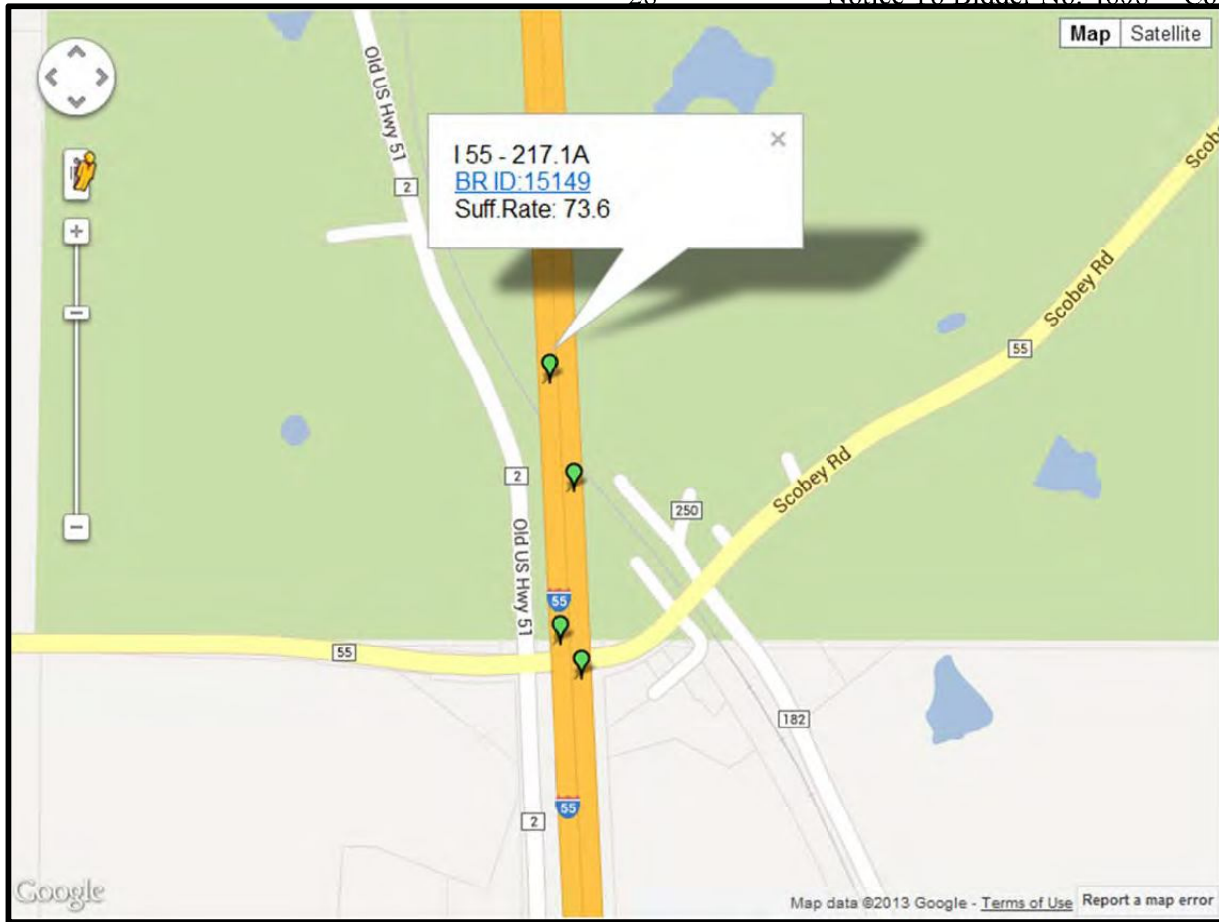 Map Satellite
Old US Hwy 51
2
I 55 - 217.1A
BR ID:15149
Suff.Rate: 73.6
Scobey Rd
55
Scobey Rd
2
250
Old US Hwy 51
55
55
182
55
2
Google
Map data ©2013 Google - Terms of Use Report a map error